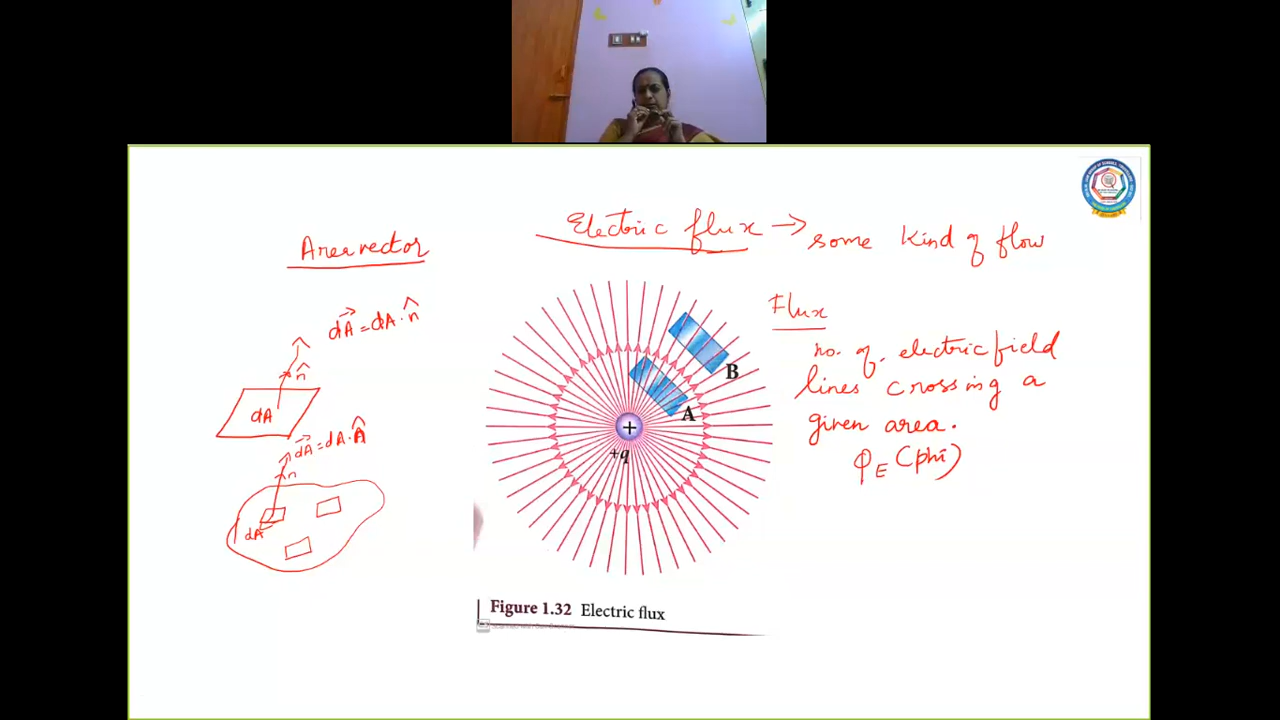 Electric flux → some kind of flow
Area vector
dA⃗ = dA . n̂
n̂
dA
dA⃗ = dA . n̂
n
dA
Flux
no. of electric field
lines crossing a
given area.
φE (phi)
B
A
+
+q
Figure 1.32 Electric flux